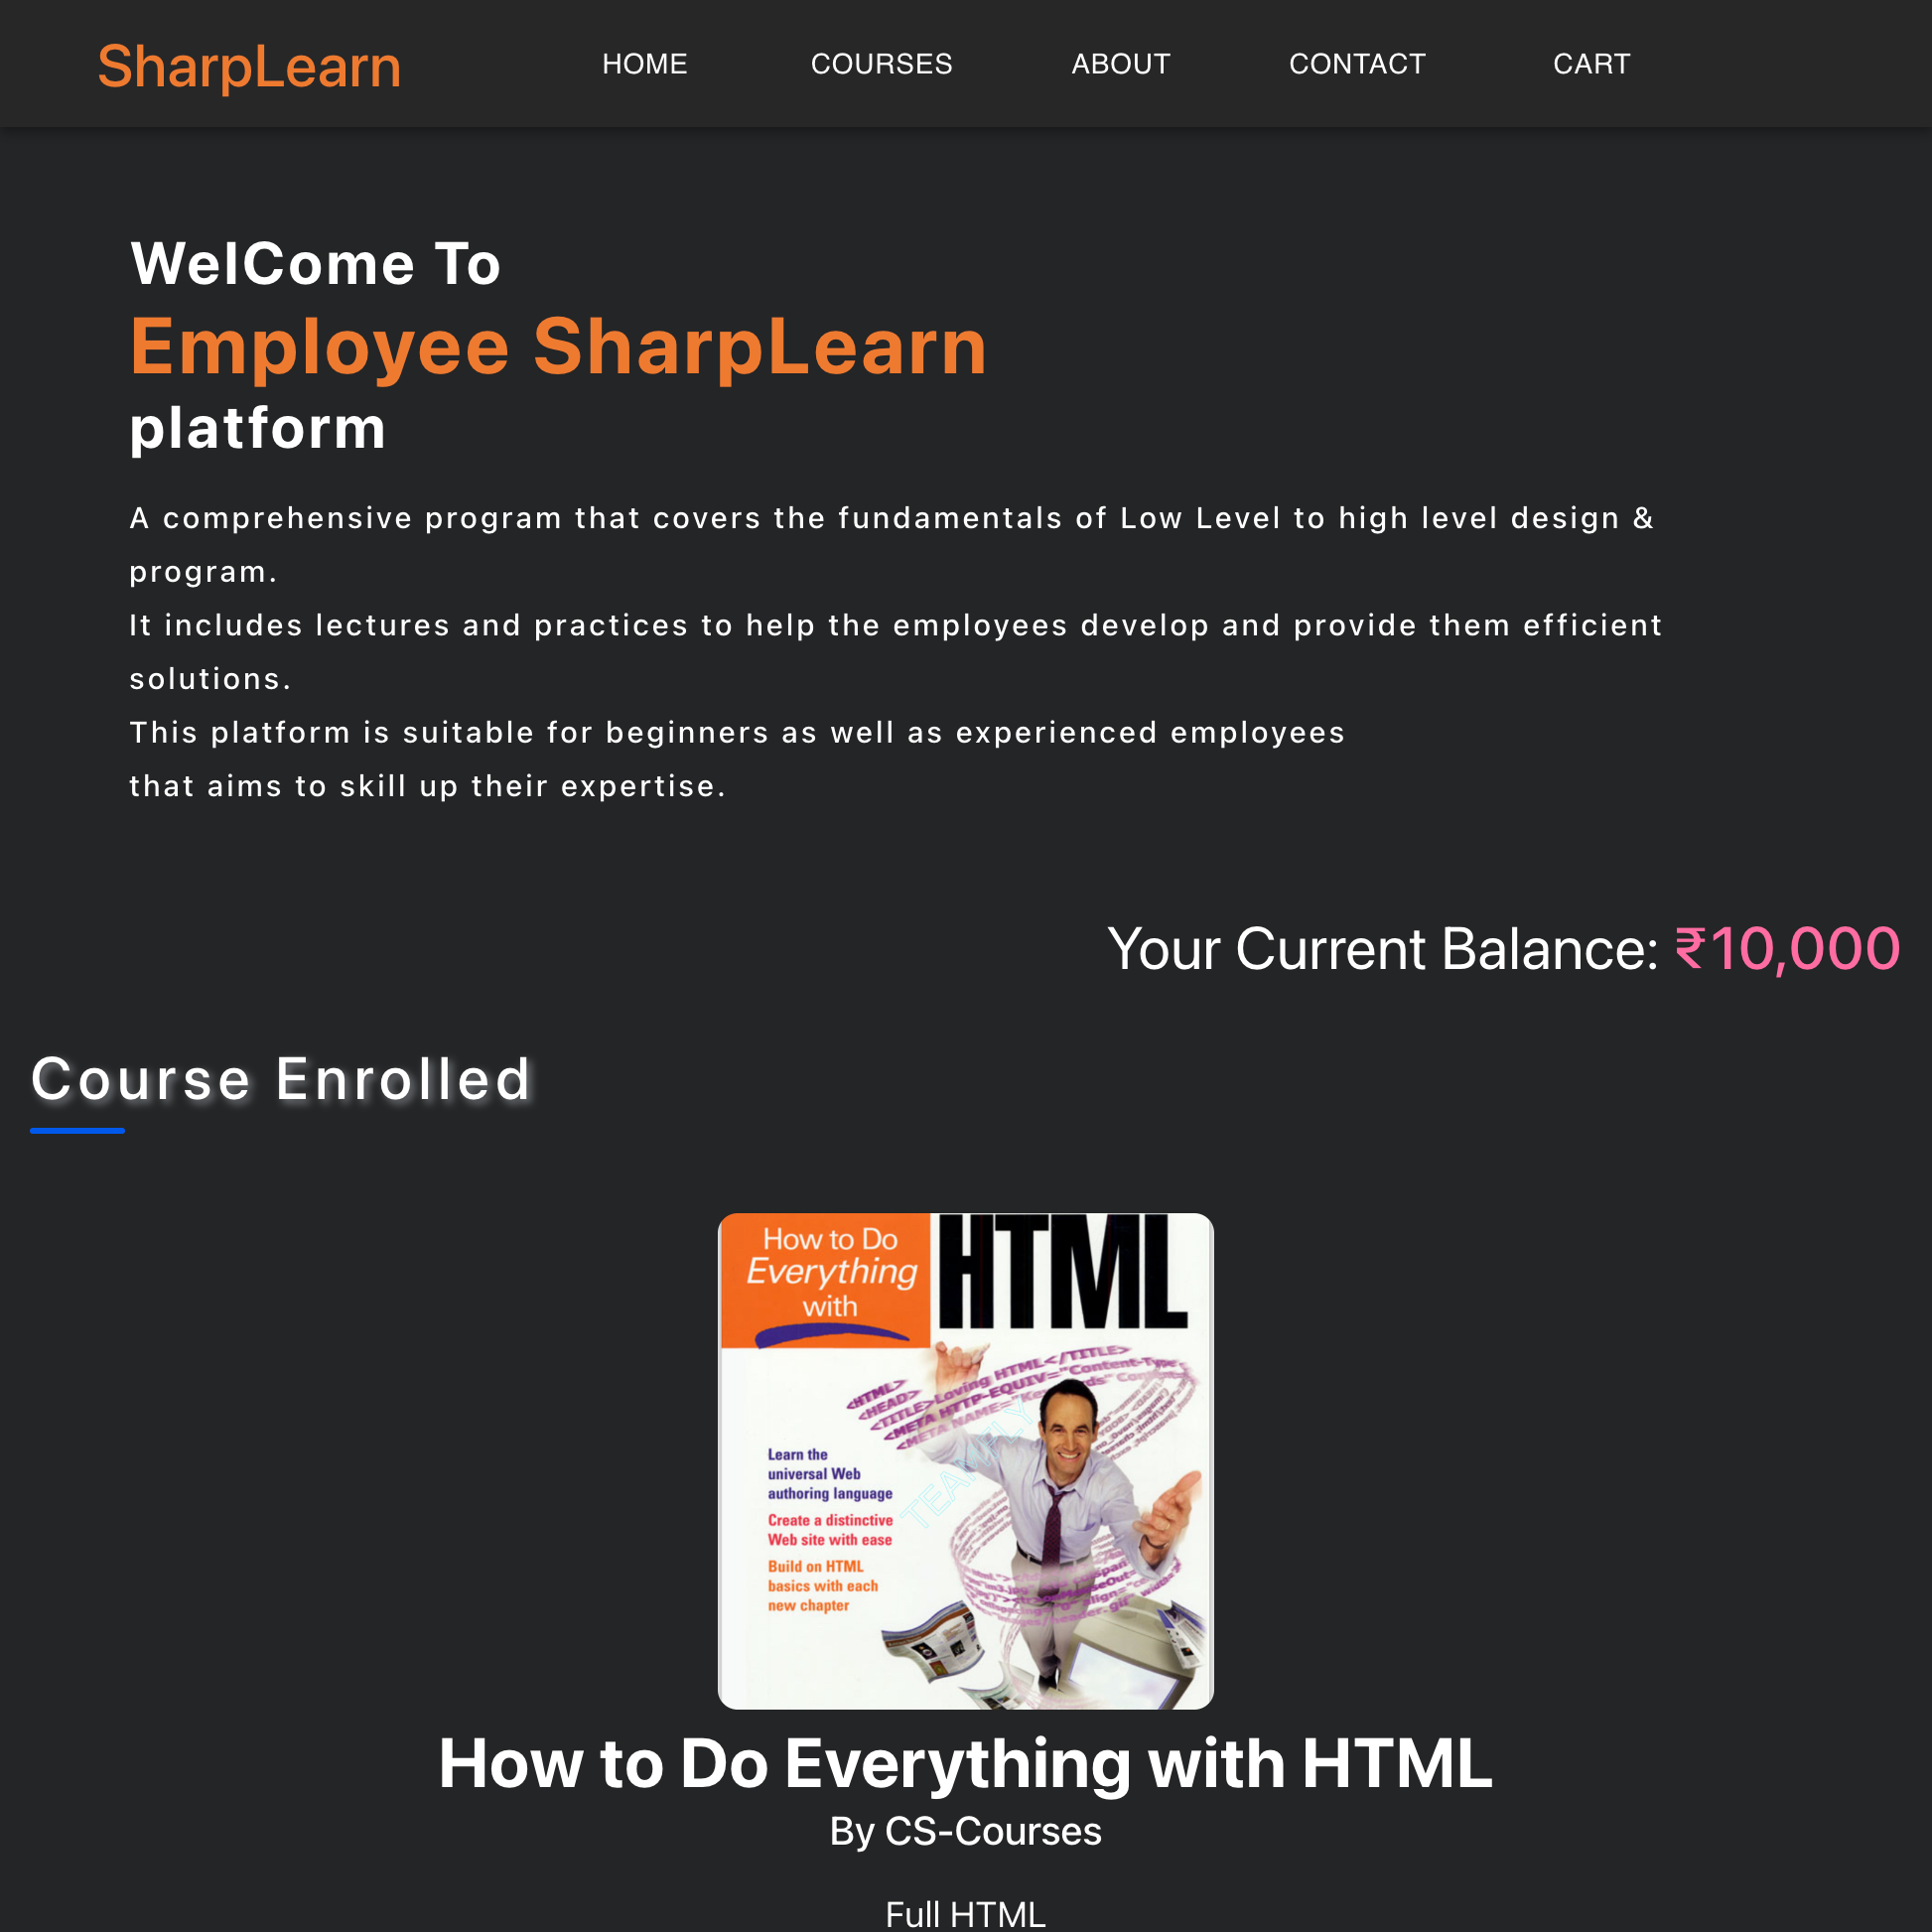 SharpLearn
HOME COURSES ABOUT CONTACT CART
WelCome To
Employee SharpLearn
platform
A comprehensive program that covers the fundamentals of Low Level to high level design &
program.
It includes lectures and practices to help the employees develop and provide them efficient
solutions.
This platform is suitable for beginners as well as experienced employees
that aims to skill up their expertise.
Your Current Balance: ₹10,000
Course Enrolled
How to Do
Everything
with
HTML
<HTML>
<HEAD>
<TITLE>Loving HTML</TITLE>
<META HTTP-EQUIV="Content-Type"
<META NAME=
TEAMFLY
Learn the
universal Web
authoring language
Create a distinctive
Web site with ease
Build on HTML
basics with each
new chapter
How to Do Everything with HTML
By CS-Courses
Full HTML